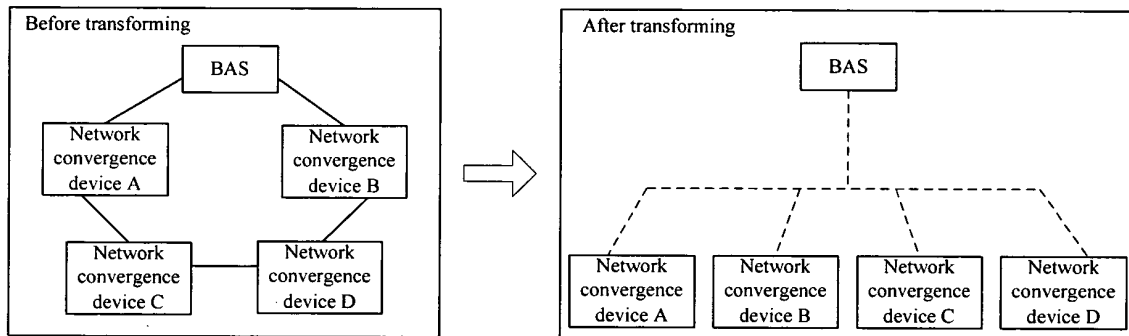 Before transforming
BAS
Network
convergence
device A
Network
convergence
device B
Network
convergence
device C
Network
convergence
device D
After transforming
BAS
Network
convergence
device A
Network
convergence
device B
Network
convergence
device C
Network
convergence
device D